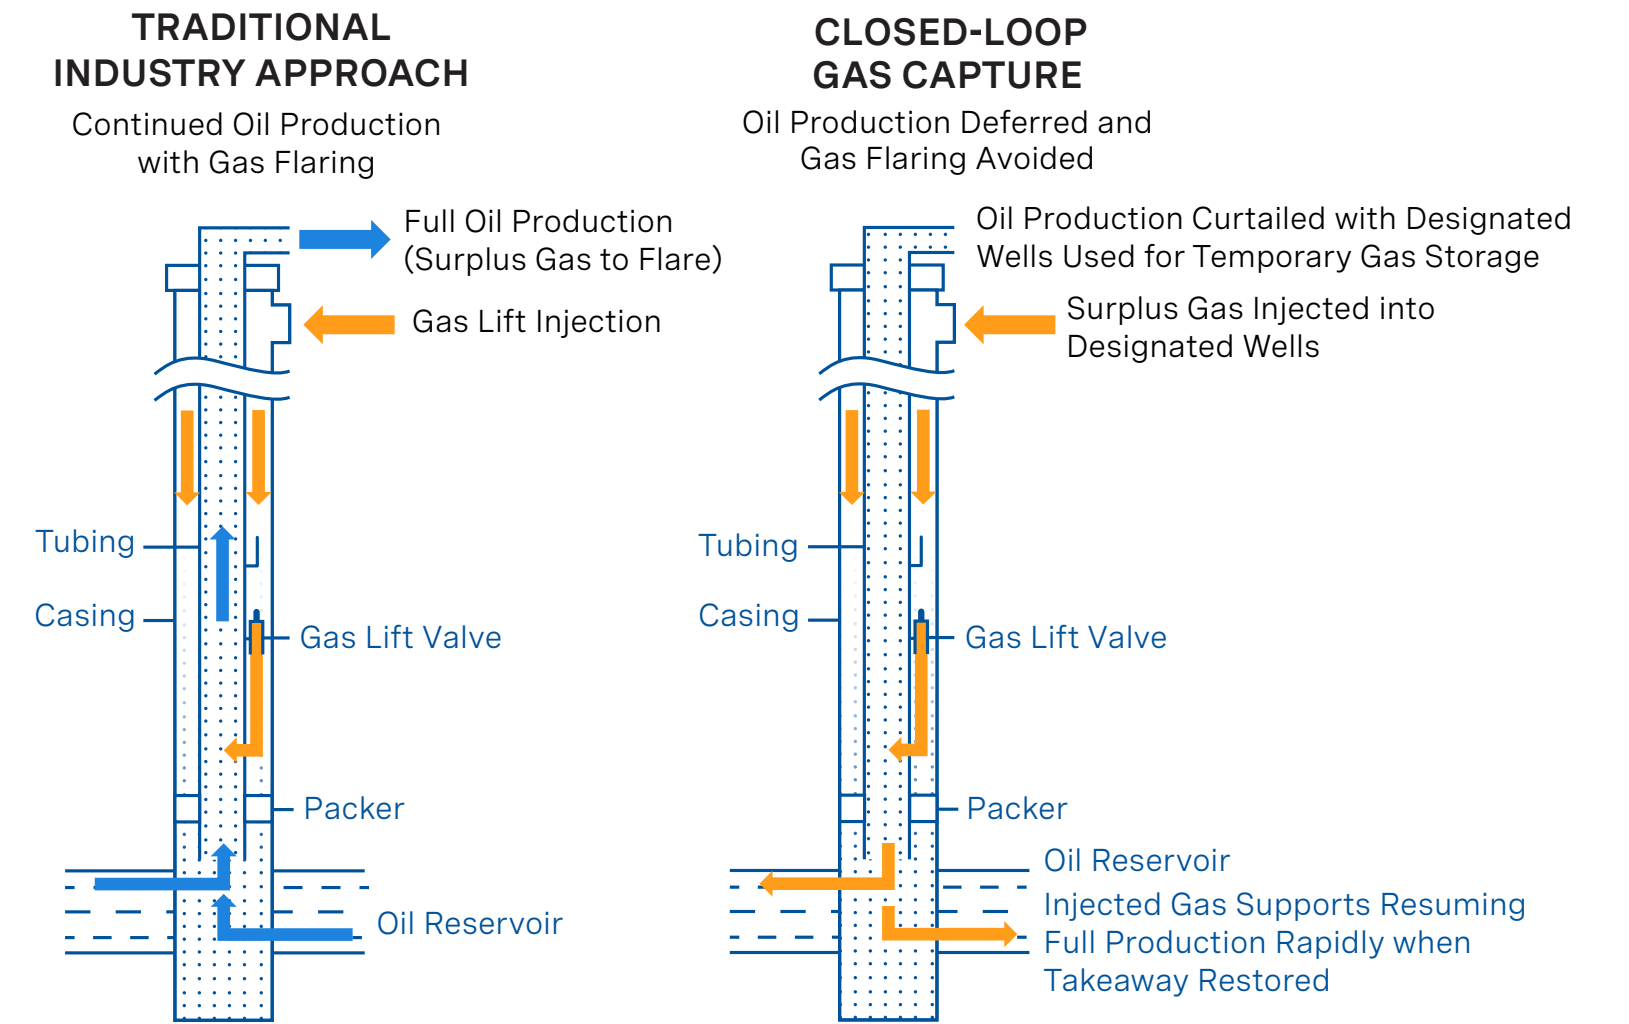 TRADITIONAL
INDUSTRY APPROACH
Continued Oil Production
with Gas Flaring
Full Oil Production
(Surplus Gas to Flare)
Gas Lift Injection
Tubing
Casing
Gas Lift Valve
Packer
Oil Reservoir
CLOSED-LOOP
GAS CAPTURE
Oil Production Deferred and
Gas Flaring Avoided
Oil Production Curtailed with Designated
Wells Used for Temporary Gas Storage
Surplus Gas Injected into
Designated Wells
Tubing
Casing
Gas Lift Valve
Packer
Oil Reservoir
Injected Gas Supports Resuming
Full Production Rapidly when
Takeaway Restored